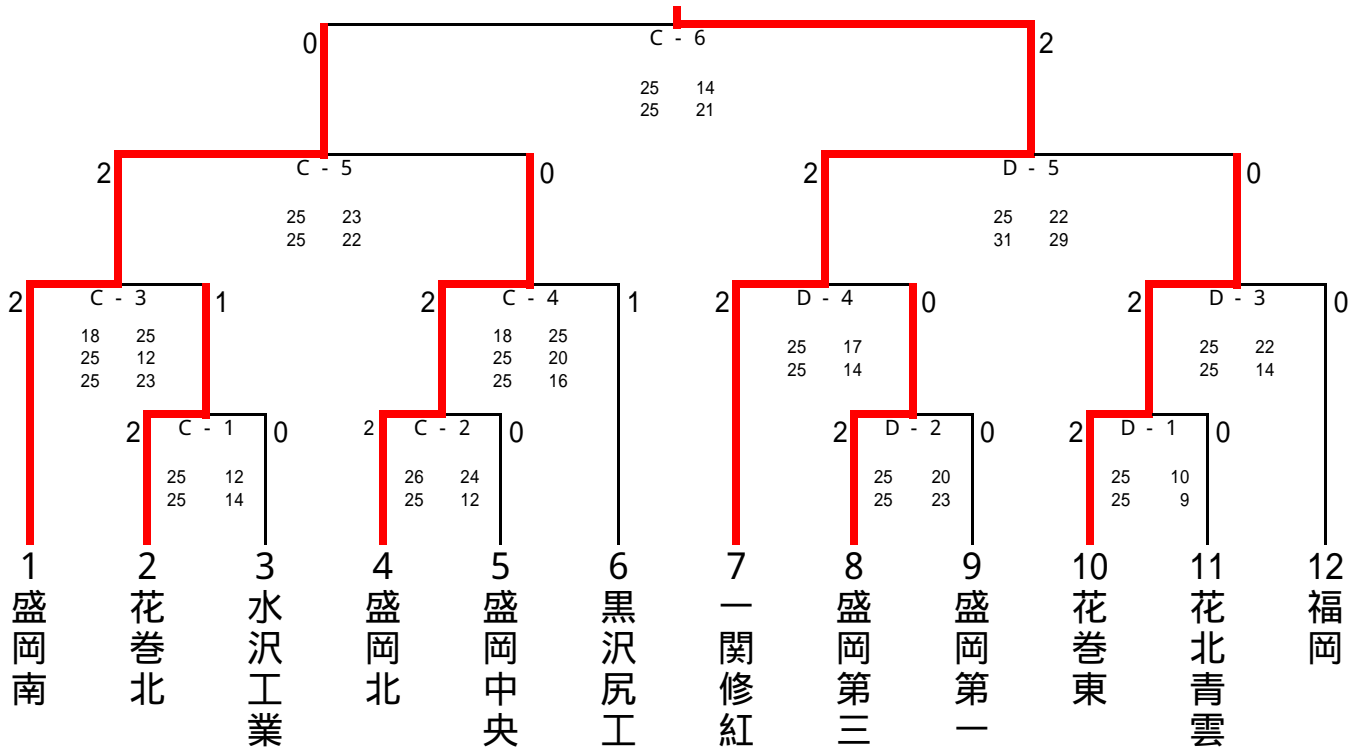 0 2
C - 6
25 14
25 21
2 0 2 0
C - 5 D - 5
25 23 25 22
25 22 31 29
2 1 2 1 2 0 2 0
C - 3 C - 4 D - 4 D - 3
18 25 18 25 25 17 25 22
25 12 25 20 25 14 25 14
25 23 25 16
2 0 2 0 2 0 2 0
C - 1 C - 2 D - 2 D - 1
25 12 26 24 25 20 25 10
25 14 25 12 25 23 25 9
1 2 3 4 5 6 7 8 9 10 11 12
盛岡南
花巻北
水沢工業
盛岡北
盛岡中央
黒沢尻工
一関修紅
盛岡第三
盛岡第一
花巻東
花北青雲
福岡